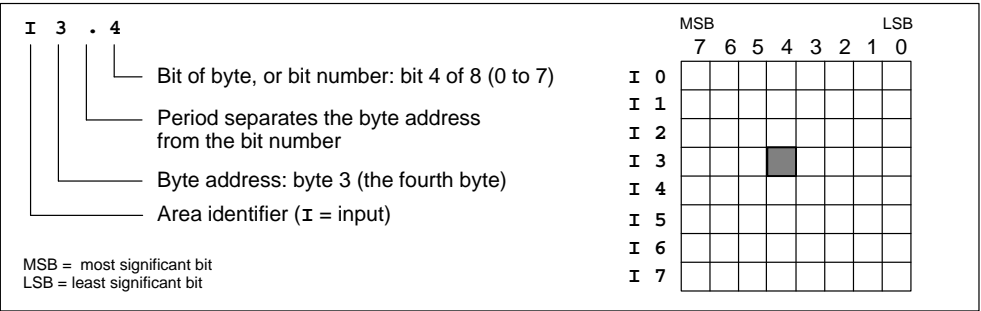 I 3 . 4
Bit of byte, or bit number: bit 4 of 8 (0 to 7)
Period separates the byte address
from the bit number
Byte address: byte 3 (the fourth byte)
Area identifier (I = input)
MSB = most significant bit
LSB = least significant bit
MSB LSB
7 6 5 4 3 2 1 0
I 0
I 1
I 2
I 3
I 4
I 5
I 6
I 7